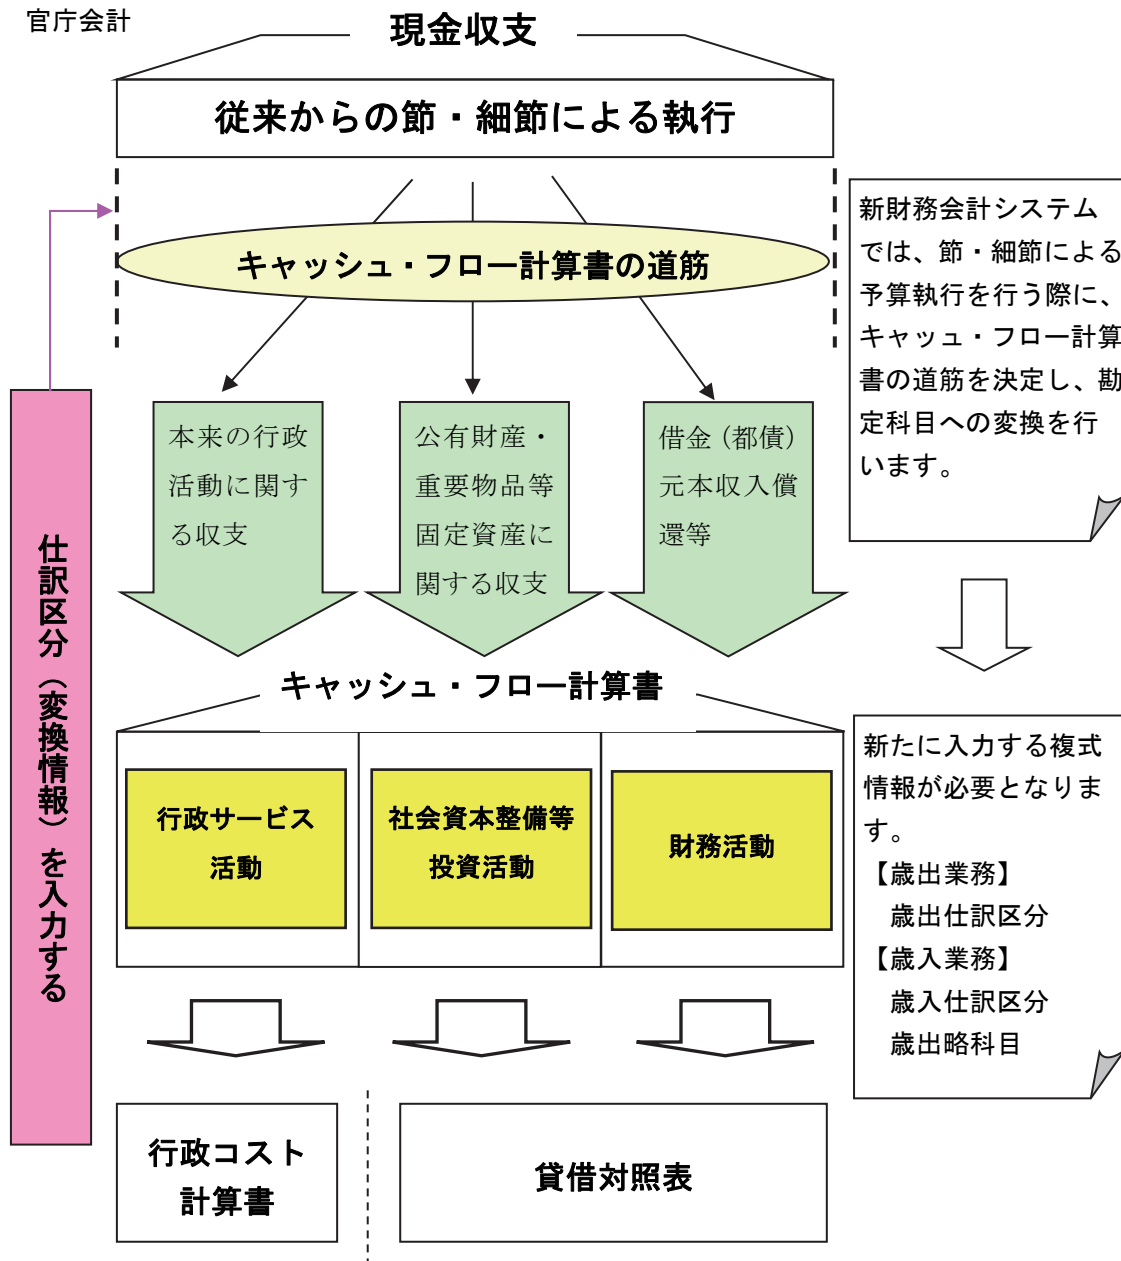 官庁会計
現金収支
従来からの節・細節による執行
キャッシュ・フロー計算書の道筋
新財務会計システム
では、節・細節による
予算執行を行う際に、
キャッュ・フロー計算
書の道筋を決定し、勘
定科目への変換を行
います。
仕訳区分（変換情報）を入力する
本来の行政
活動に関す
る収支
公有財産・
重要物品等
固定資産に
関する収支
借金（都債）
元本収入償
還等
キャッシュ・フロー計算書
行政サービス
活動
社会資本整備等
投資活動
財務活動
新たに入力する複式
情報が必要となりま
す。
【歳出業務】
歳出仕訳区分
【歳入業務】
歳入仕訳区分
歳出略科目
行政コスト
計算書
貸借対照表